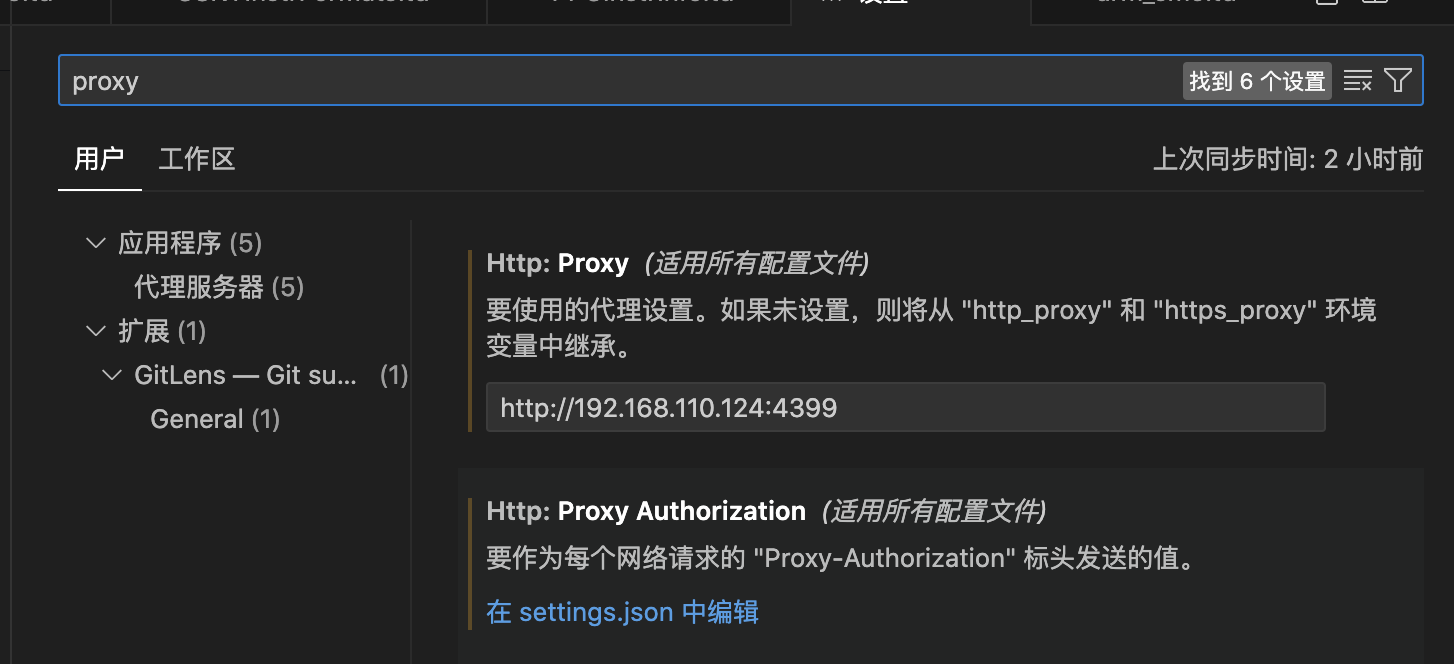 设置
proxy
找到 6 个设置
用户
工作区
上次同步时间: 2 小时前
应用程序 (5)
代理服务器 (5)
扩展 (1)
GitLens — Git su... (1)
General (1)
Http: Proxy (适用所有配置文件)
要使用的代理设置。如果未设置，则将从 "http_proxy" 和 "https_proxy" 环境
变量中继承。
http://192.168.110.124:4399
Http: Proxy Authorization (适用所有配置文件)
要作为每个网络请求的 "Proxy-Authorization" 标头发送的值。
在 settings.json 中编辑